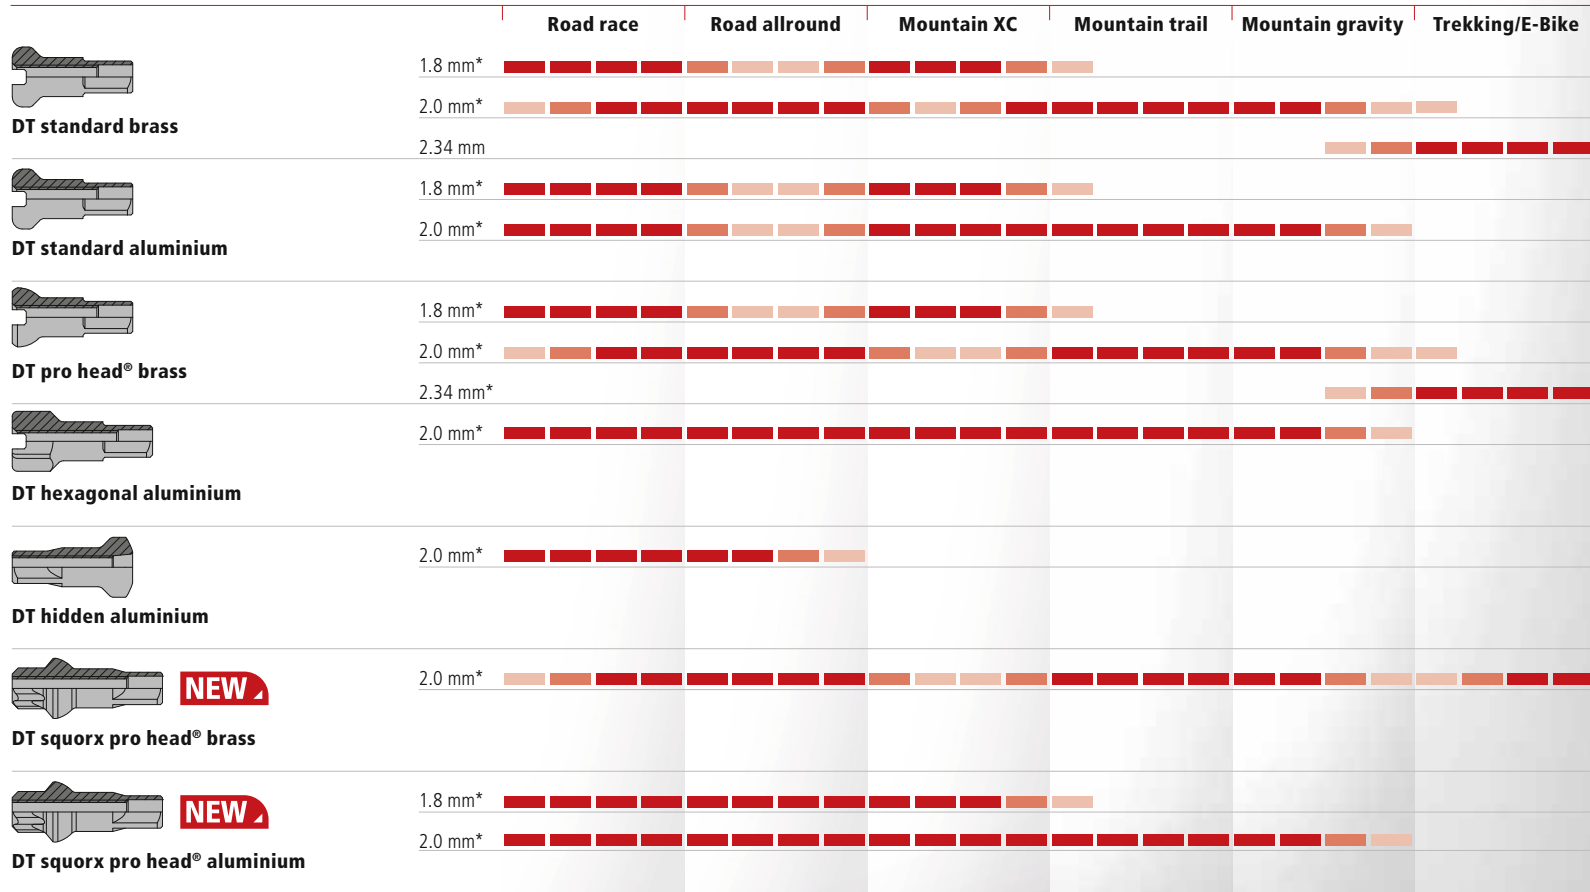 Road race Road allround Mountain XC Mountain trail Mountain gravity Trekking/E-Bike
1.8 mm*
2.0 mm*
DT standard brass
2.34 mm
1.8 mm*
2.0 mm*
DT standard aluminium
1.8 mm*
2.0 mm*
DT pro head® brass
2.34 mm*
2.0 mm*
DT hexagonal aluminium
2.0 mm*
DT hidden aluminium
2.0 mm*
NEW
DT squorx pro head® brass
1.8 mm*
NEW
2.0 mm*
DT squorx pro head® aluminium